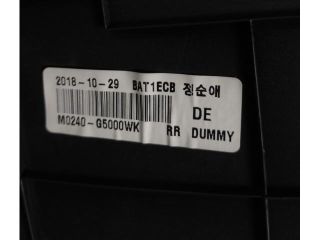 2018-10-29 BAT1ECB 정순애
DE
M0240-G5000WK RR DUMMY